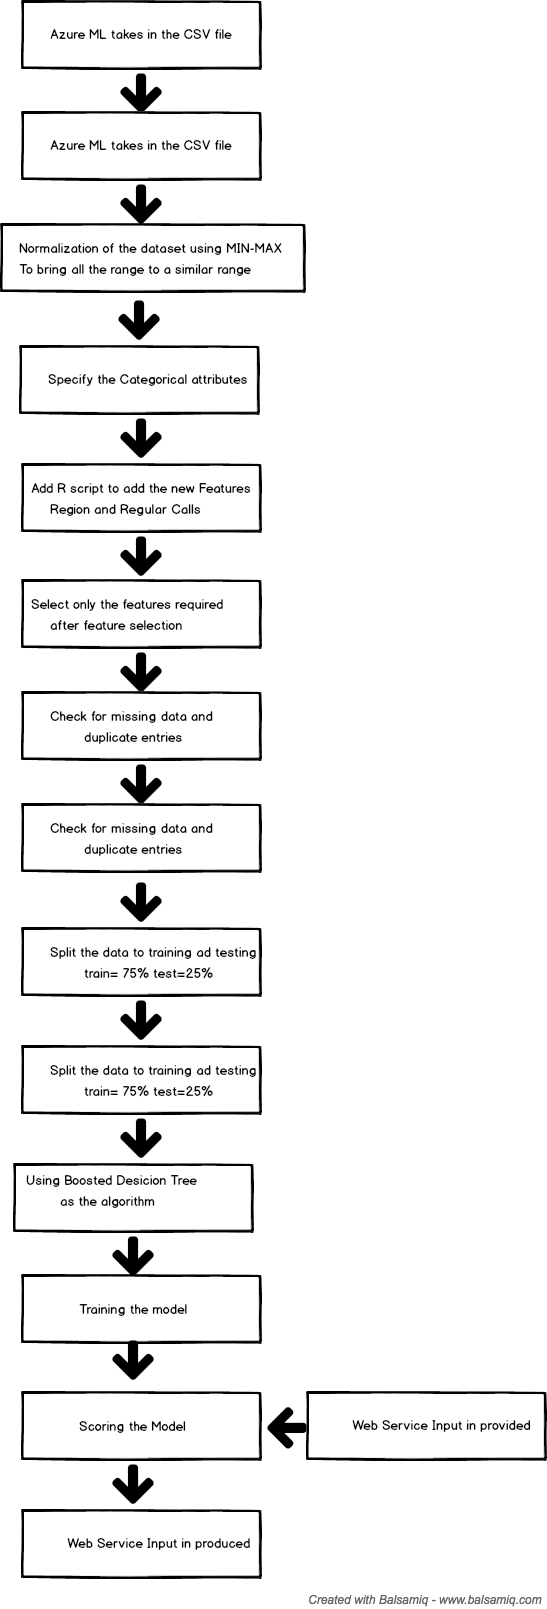 Azure ML takes in the CSV file
Azure ML takes in the CSV file
Normalization of the dataset using MIN-MAX
To bring all the range to a similar range
Specify the Categorical attributes
Add R script to add the new Features
Region and Regular Calls
Select only the features required
after feature selection
Check for missing data and
duplicate entries
Check for missing data and
duplicate entries
Split the data to training ad testing
train= 75% test=25%
Split the data to training ad testing
train= 75% test=25%
Using Boosted Desicion Tree
as the algorithm
Training the model
Scoring the Model
Web Service Input in provided
Web Service Input in produced
Created with Balsamiq - www.balsamiq.com